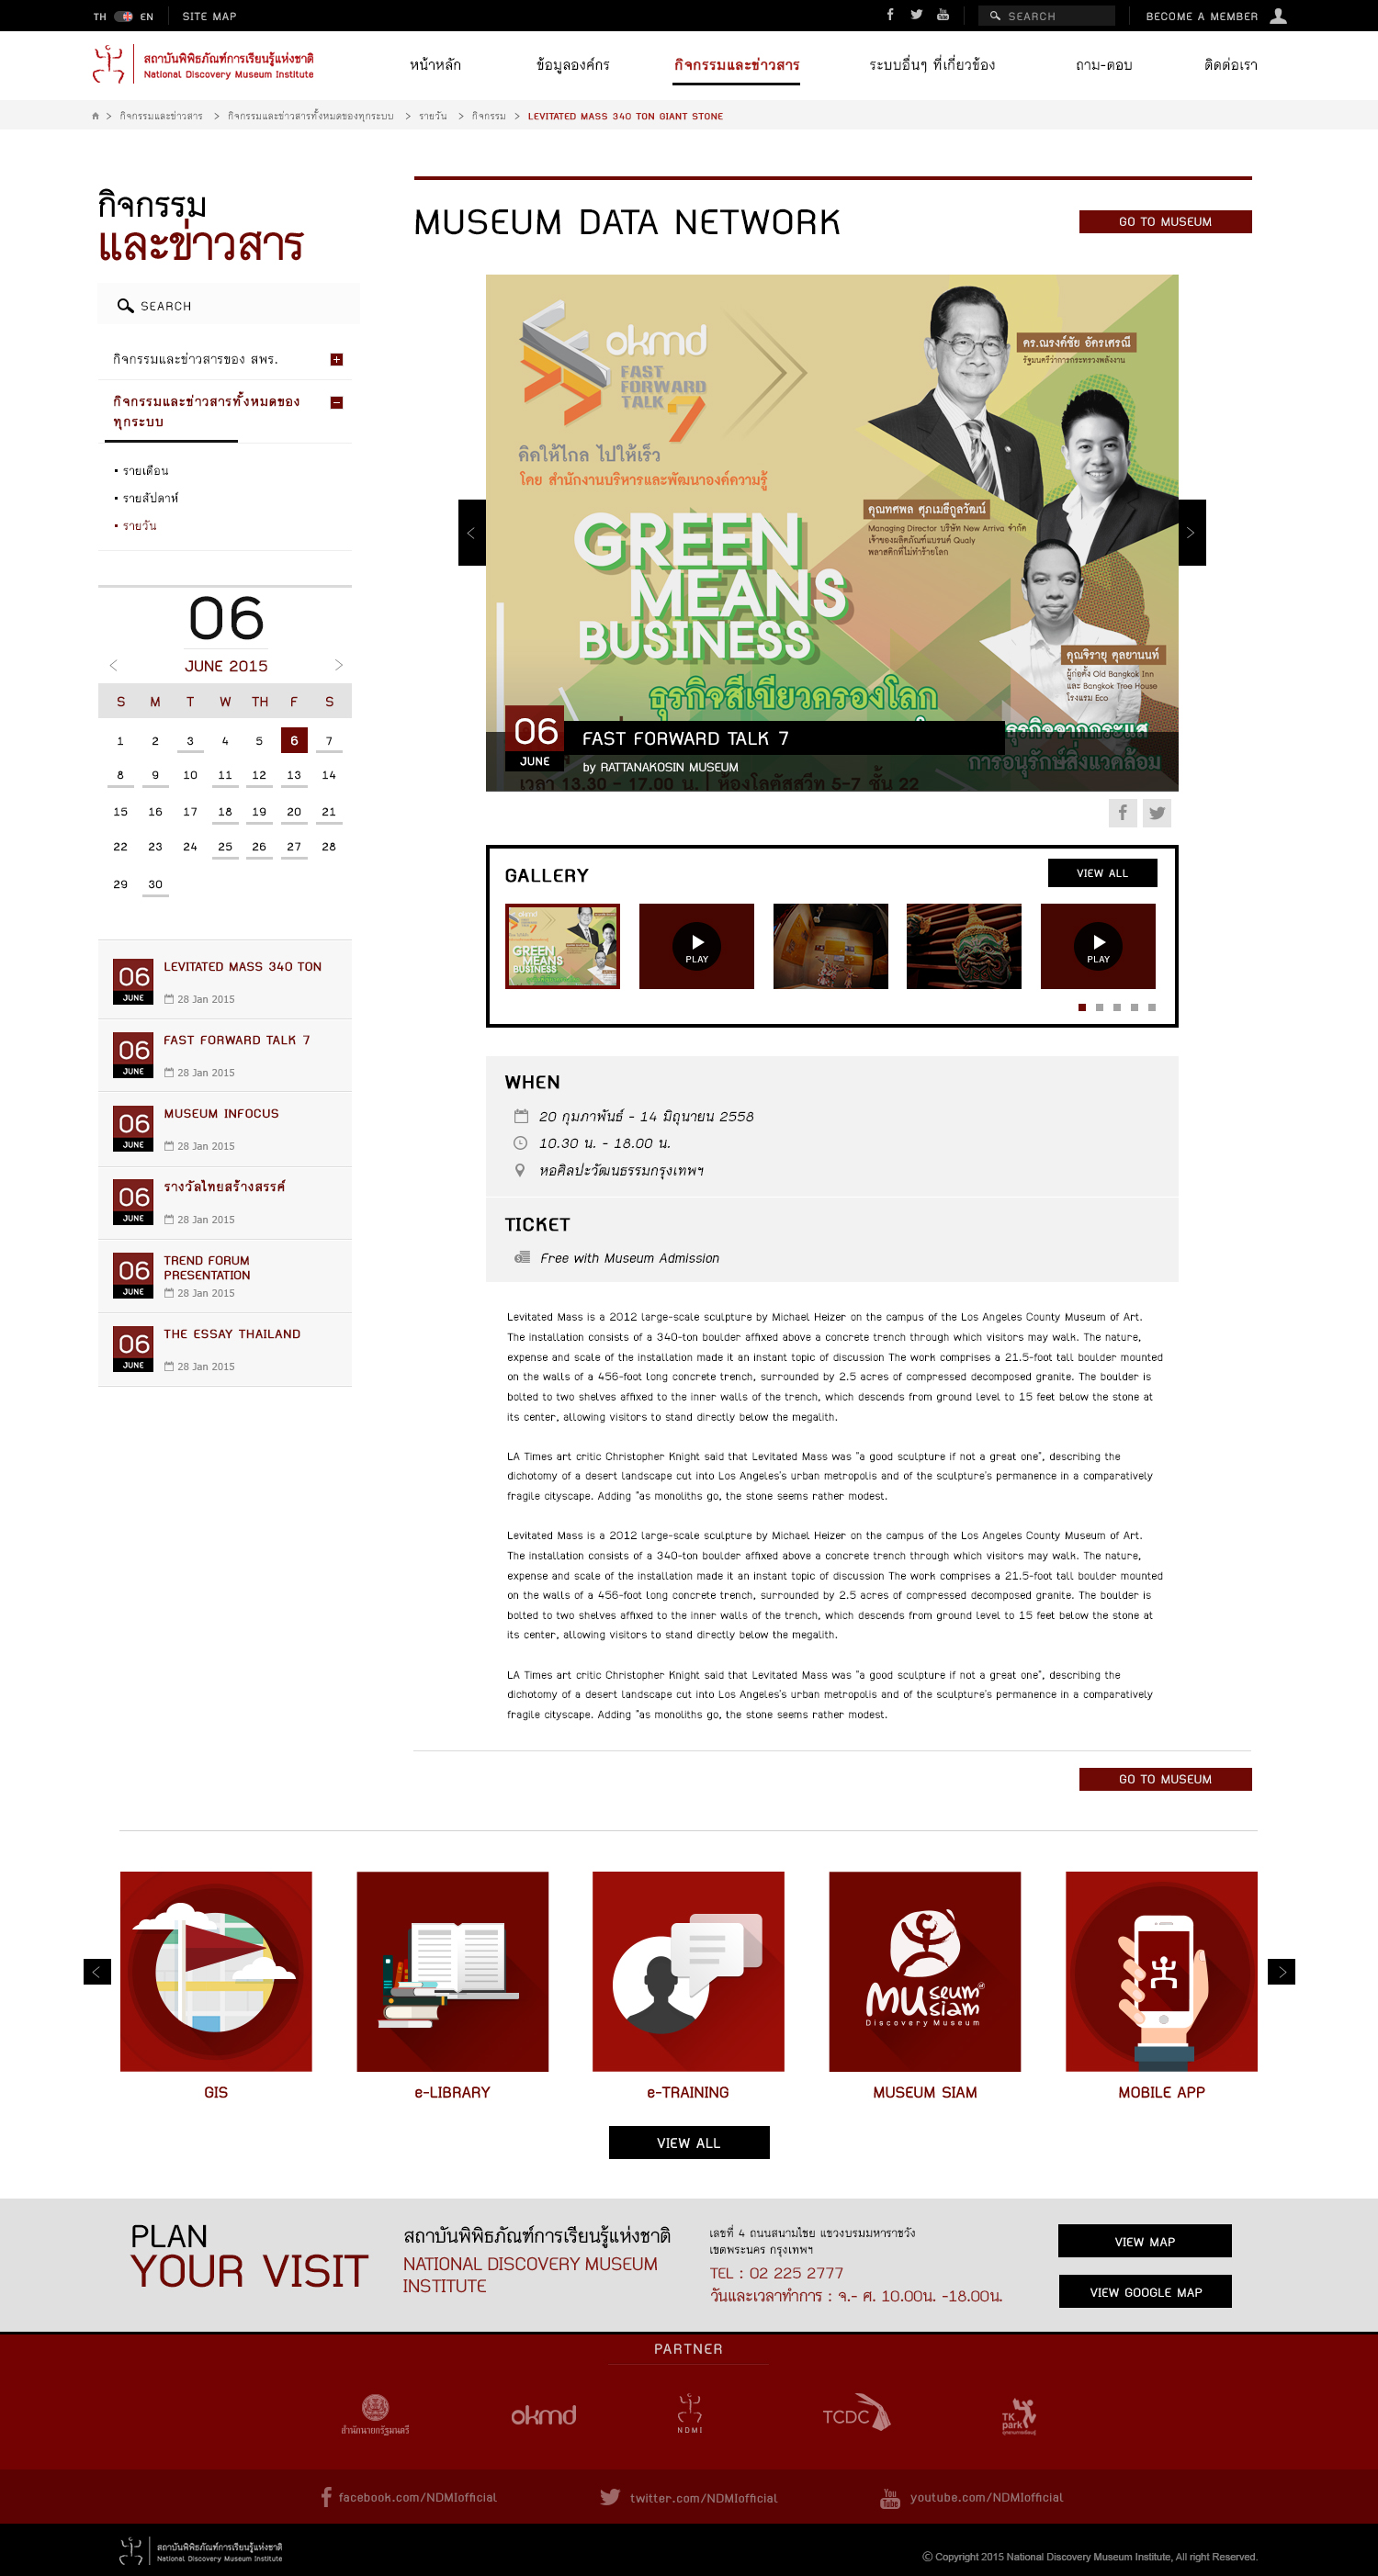 TH EN SITE MAP
SEARCH
BECOME A MEMBER
สถาบันพิพิธภัณฑ์การเรียนรู้แห่งชาติ
National Discovery Museum Institute
หน้าหลัก ข้อมูลองค์กร กิจกรรมและข่าวสาร ระบบอื่นๆ ที่เกี่ยวข้อง ถาม-ตอบ ติดต่อเรา
> กิจกรรมและข่าวสาร > กิจกรรมและข่าวสารทั้งหมดของทุกระบบ > รายวัน > กิจกรรม > LEVITATED MASS 340 TON GIANT STONE
กิจกรรม
และข่าวสาร
SEARCH
กิจกรรมและข่าวสารของ สพร.
กิจกรรมและข่าวสารทั้งหมดของ
ทุกระบบ
รายเดือน
รายสัปดาห์
รายวัน
06
JUNE 2015
S M T W TH F S
1 2 3 4 5 6 7
8 9 10 11 12 13 14
15 16 17 18 19 20 21
22 23 24 25 26 27 28
29 30
06
JUNE
LEVITATED MASS 340 TON
28 Jan 2015
06
JUNE
FAST FORWARD TALK 7
28 Jan 2015
06
JUNE
MUSEUM INFOCUS
28 Jan 2015
06
JUNE
รางวัลไทยสร้างสรรค์
28 Jan 2015
06
JUNE
TREND FORUM
PRESENTATION
28 Jan 2015
06
JUNE
THE ESSAY THAILAND
28 Jan 2015
MUSEUM DATA NETWORK
GO TO MUSEUM
okmd
FAST
FORWARD
TALK 7
คิดให้ไกล ไปให้เร็ว
โดย สำนักงานบริหารและพัฒนาองค์ความรู้
ดร.ณรงค์ชัย อัครเศรณี
รัฐมนตรีว่าการกระทรวงพลังงาน
คุณทศพล ศุภเมธีกูลวัฒน์
Managing Director บริษัท New Arriva จำกัด
เจ้าของผลิตภัณฑ์แบรนด์ Qualy
พลาสติกที่ไม่ทำร้ายโลก
GREEN
MEANS
BUSINESS
คุณจิรายุ ตุลยานนท์
ผู้ก่อตั้ง Old Bangkok Inn
และ Bangkok Tree House
โรงแรม Eco
ธุรกิจสีเขียวครองโลก
การอนุรักษ์สิ่งแวดล้อม
เวลา 13.30 - 17.00 น. | ห้องโลตัสสวีท 5-7 ชั้น 22
06
JUNE
FAST FORWARD TALK 7
by RATTANAKOSIN MUSEUM
GALLERY
VIEW ALL
okmd
GREEN
MEANS
BUSINESS
PLAY
PLAY
WHEN
20 กุมภาพันธ์ - 14 มิถุนายน 2558
10.30 น. - 18.00 น.
หอศิลปะวัฒนธรรมกรุงเทพฯ
TICKET
Free with Museum Admission
Levitated Mass is a 2012 large-scale sculpture by Michael Heizer on the campus of the Los Angeles County Museum of Art.
The installation consists of a 340-ton boulder affixed above a concrete trench through which visitors may walk. The nature,
expense and scale of the installation made it an instant topic of discussion The work comprises a 21.5-foot tall boulder mounted
on the walls of a 456-foot long concrete trench, surrounded by 2.5 acres of compressed decomposed granite. The boulder is
bolted to two shelves affixed to the inner walls of the trench, which descends from ground level to 15 feet below the stone at
its center, allowing visitors to stand directly below the megalith.
LA Times art critic Christopher Knight said that Levitated Mass was "a good sculpture if not a great one", describing the
dichotomy of a desert landscape cut into Los Angeles's urban metropolis and of the sculpture's permanence in a comparatively
fragile cityscape. Adding "as monoliths go, the stone seems rather modest.
Levitated Mass is a 2012 large-scale sculpture by Michael Heizer on the campus of the Los Angeles County Museum of Art.
The installation consists of a 340-ton boulder affixed above a concrete trench through which visitors may walk. The nature,
expense and scale of the installation made it an instant topic of discussion The work comprises a 21.5-foot tall boulder mounted
on the walls of a 456-foot long concrete trench, surrounded by 2.5 acres of compressed decomposed granite. The boulder is
bolted to two shelves affixed to the inner walls of the trench, which descends from ground level to 15 feet below the stone at
its center, allowing visitors to stand directly below the megalith.
LA Times art critic Christopher Knight said that Levitated Mass was "a good sculpture if not a great one", describing the
dichotomy of a desert landscape cut into Los Angeles's urban metropolis and of the sculpture's permanence in a comparatively
fragile cityscape. Adding "as monoliths go, the stone seems rather modest.
GO TO MUSEUM
Museum Siam
Discovery Museum
GIS e-LIBRARY e-TRAINING MUSEUM SIAM MOBILE APP
VIEW ALL
PLAN
YOUR VISIT
สถาบันพิพิธภัณฑ์การเรียนรู้แห่งชาติ
NATIONAL DISCOVERY MUSEUM
INSTITUTE
เลขที่ 4 ถนนสนามไชย แขวงบรมมหาราชวัง
เขตพระนคร กรุงเทพฯ
TEL : 02 225 2777
วันและเวลาทำการ : จ.- ศ. 10.00น. -18.00น.
VIEW MAP
VIEW GOOGLE MAP
PARTNER
สำนักนายกรัฐมนตรี
okmd
NDMI
TCDC
TK park
facebook.com/NDMIofficial
twitter.com/NDMIofficial
You Tube youtube.com/NDMIofficial
สถาบันพิพิธภัณฑ์การเรียนรู้แห่งชาติ
National Discovery Museum Institute
© Copyright 2015 National Discovery Museum Institute, All right Reserved.